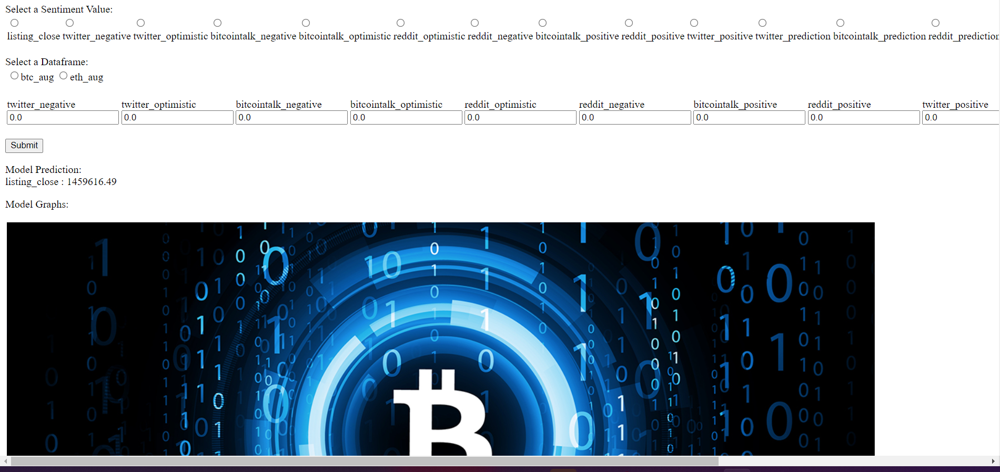 Select a Sentiment Value:
listing_close twitter_negative twitter_optimistic bitcointalk_negative bitcointalk_optimistic reddit_optimistic reddit_negative bitcointalk_positive reddit_positive twitter_positive twitter_prediction bitcointalk_prediction reddit_prediction
Select a Dataframe:
btc_aug eth_aug
twitter_negative twitter_optimistic bitcointalk_negative bitcointalk_optimistic reddit_optimistic reddit_negative bitcointalk_positive reddit_positive twitter_positive
0.0 0.0 0.0 0.0 0.0 0.0 0.0 0.0 0.0
Submit
Model Prediction:
listing_close : 1459616.49
Model Graphs: